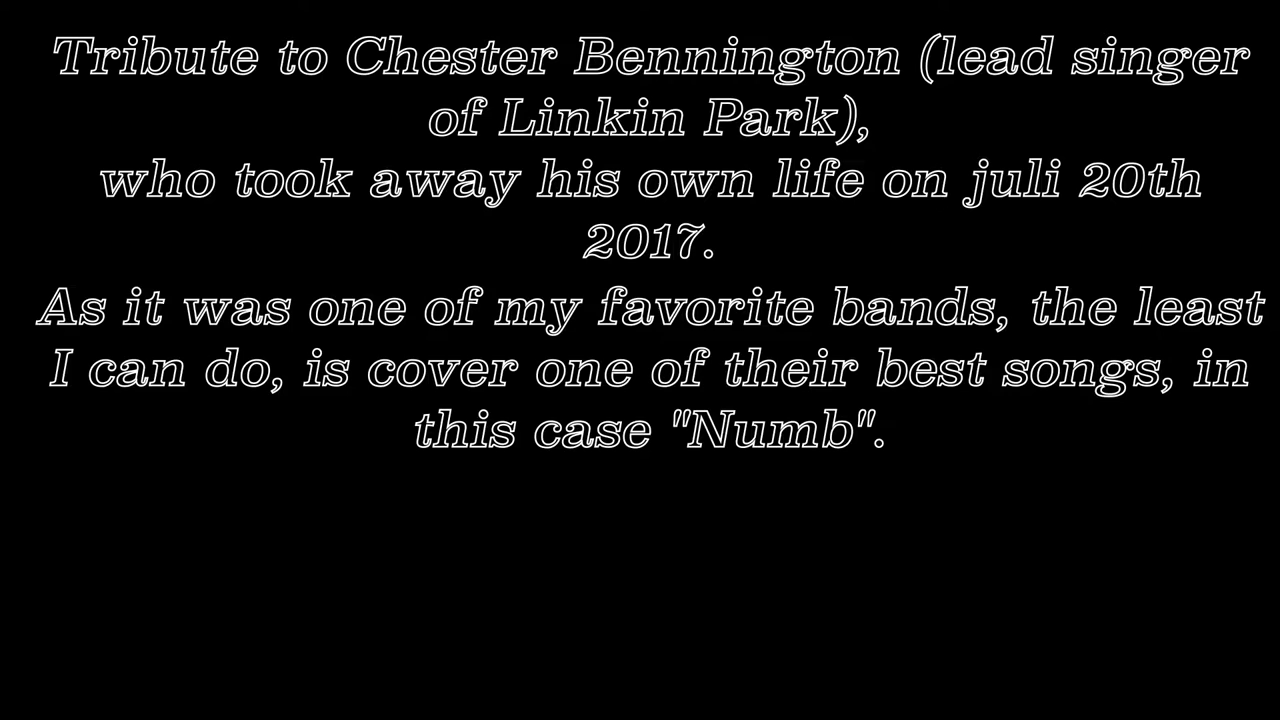 Tribute to Chester Bennington (lead singer
of Linkin Park),
who took away his own life on juli 20th
2017.
As it was one of my favorite bands, the least
I can do, is cover one of their best songs, in
this case "Numb".